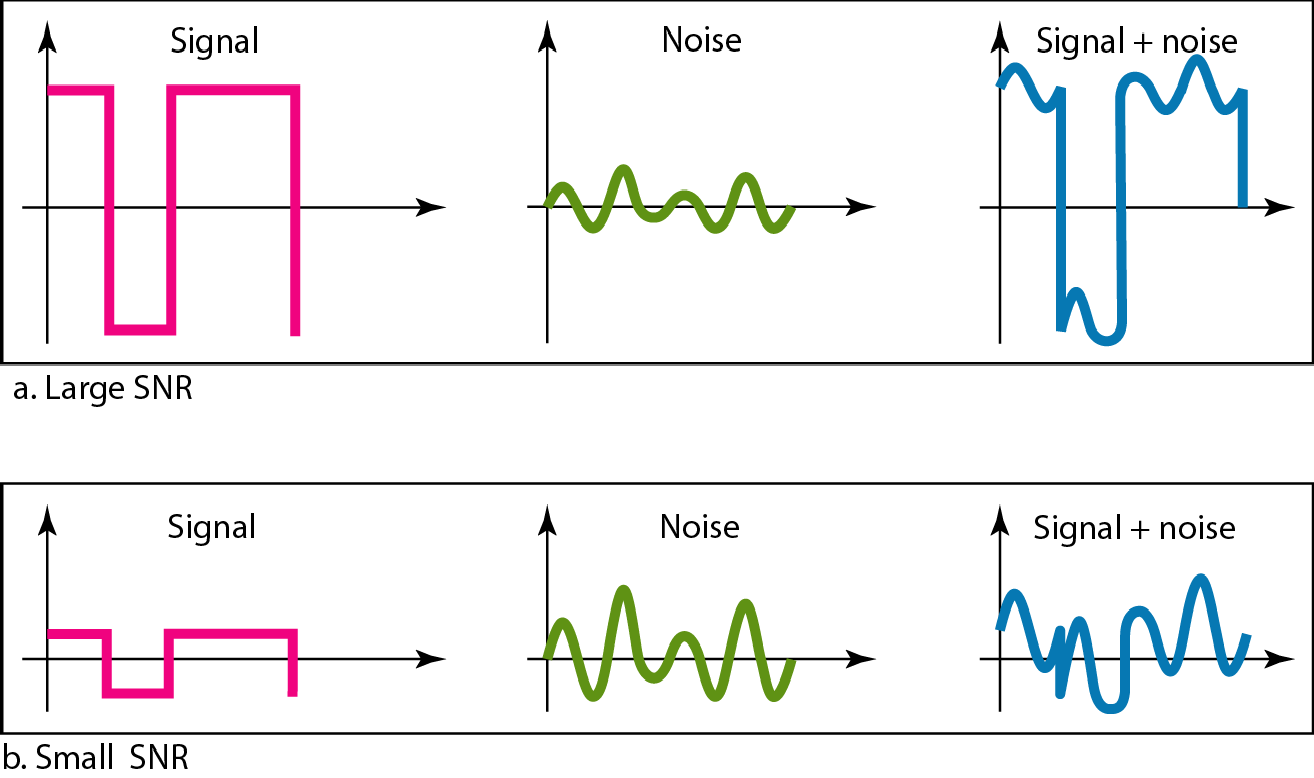 Signal
Noise
Signal + noise
a. Large SNR
Signal
Noise
Signal + noise
b. Small SNR